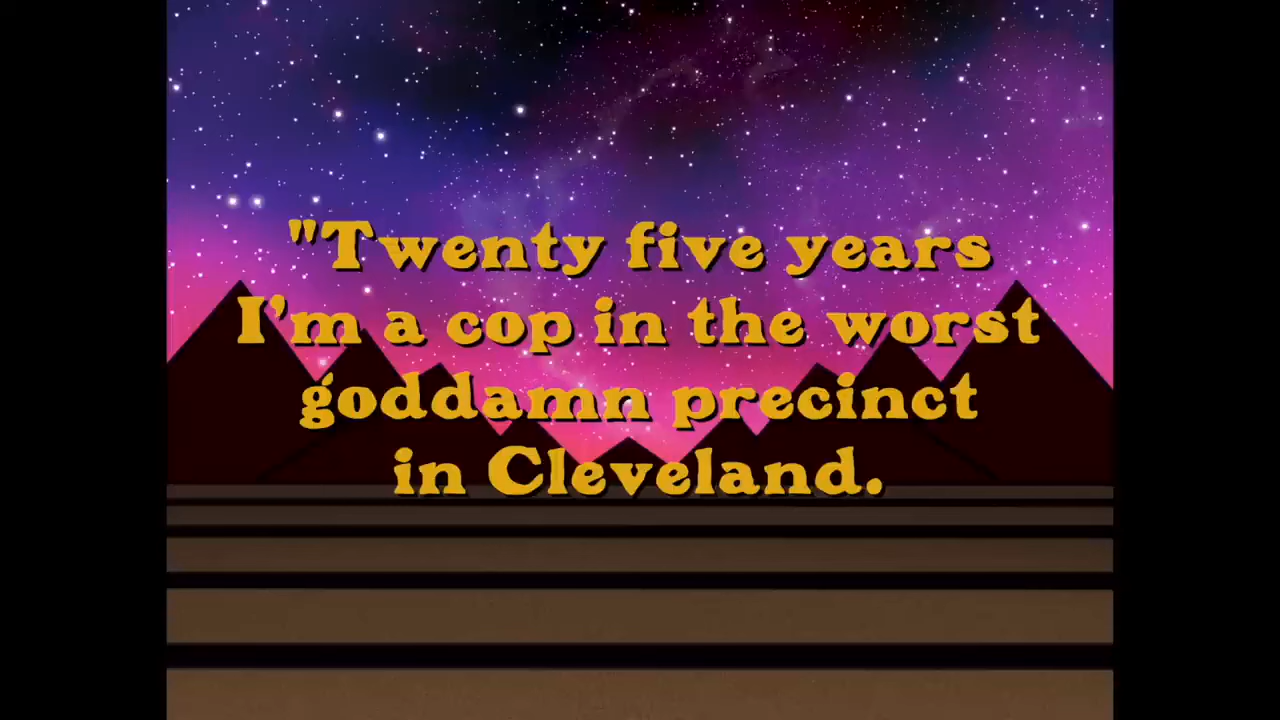 "Twenty five years
I'm a cop in the worst
goddamn precinct
in Cleveland.